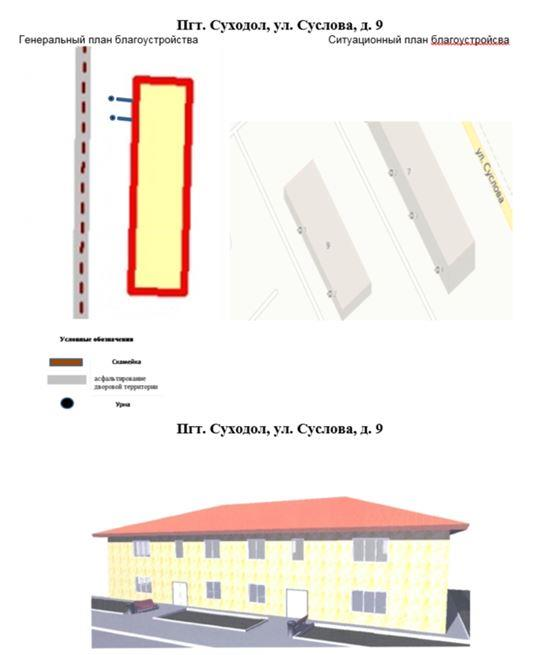 Пгт. Суходол, ул. Суслова, д. 9
Генеральный план благоустройства
Ситуационный план благоустройсва
7
ул. Суслова
9
Условные обозначения
Скамейка
асфальтирование
дворовой территории
Урна
Пгт. Суходол, ул. Суслова, д. 9